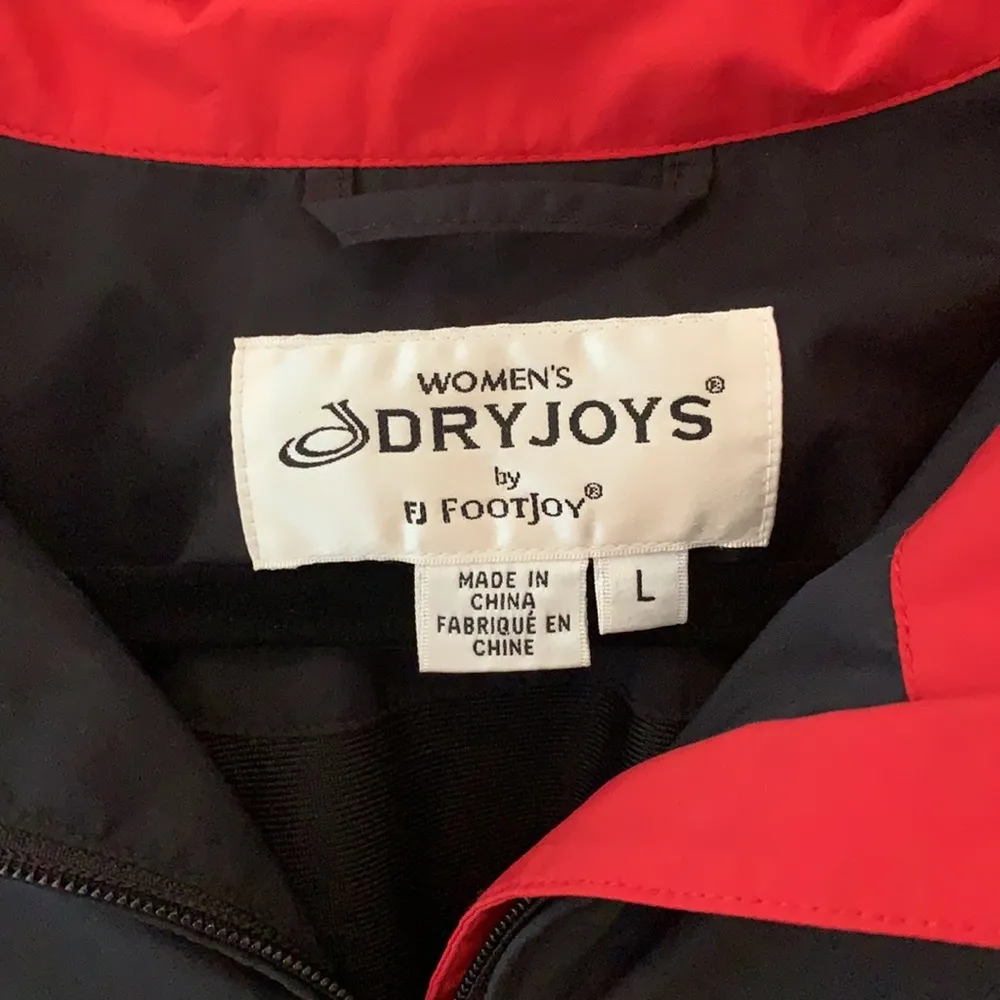 WOMEN'S
DRYJOYS®
by
FJ FOOTJOY®
MADE IN
CHINA
FABRIQUÉ EN
CHINE
L